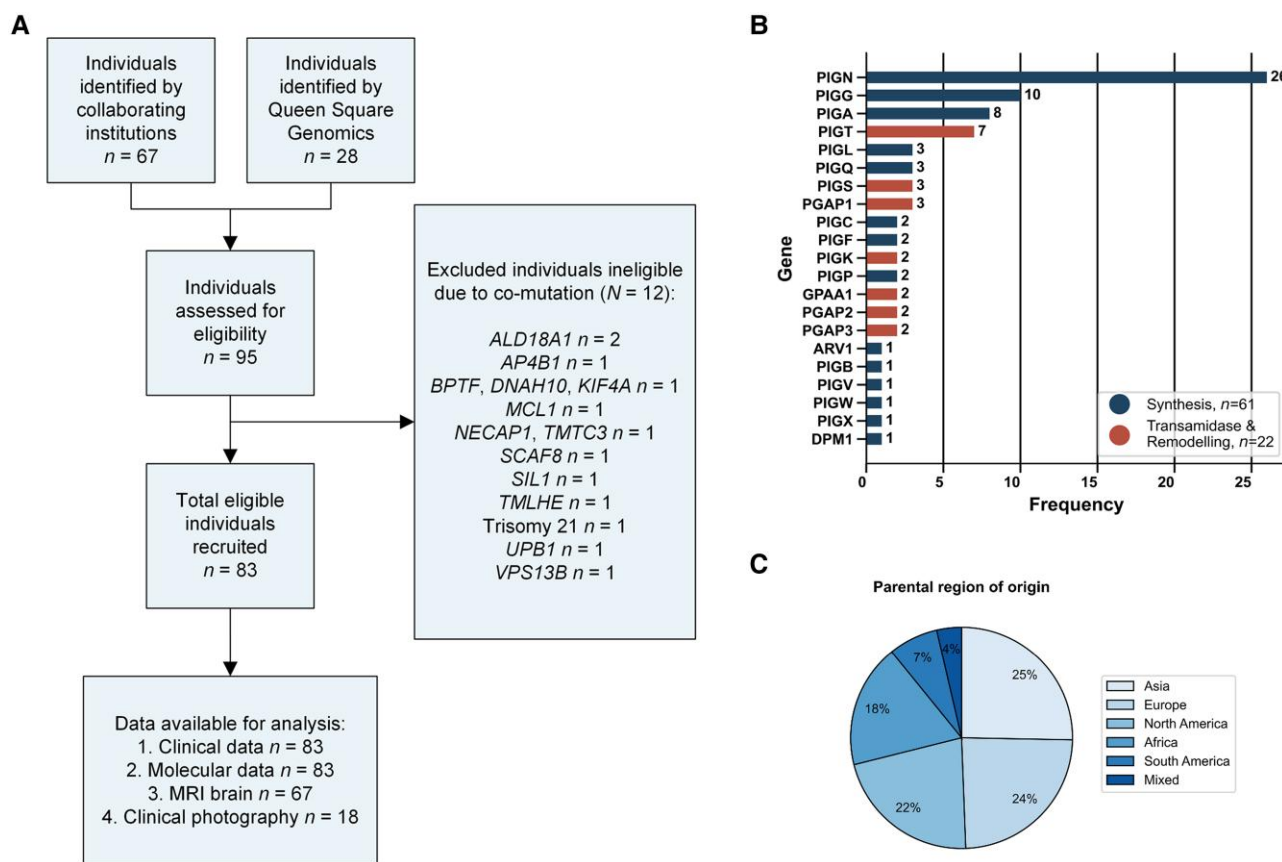 A
Individuals
identified by
collaborating
institutions
n = 67
Individuals
identified by
Queen Square
Genomics
n = 28
Individuals
assessed for
eligibility
n = 95
Excluded individuals ineligible
due to co-mutation (N = 12):
ALD18A1 n = 2
AP4B1 n = 1
BPTF, DNAH10, KIF4A n = 1
MCL1 n = 1
NECAP1, TMTC3 n = 1
SCAF8 n = 1
SIL1 n = 1
TMLHE n = 1
Trisomy 21 n = 1
UPB1 n = 1
VPS13B n = 1
Total eligible
individuals
recruited
n = 83
Data available for analysis:
1. Clinical data n = 83
2. Molecular data n = 83
3. MRI brain n = 67
4. Clinical photography n = 18
B
Gene
PIGN 26
PIGG 10
PIGA 8
PIGT 7
PIGL 3
PIGQ 3
PIGS 3
PGAP1 3
PIGC 2
PIGF 2
PIGK 2
PIGP 2
GPAA1 2
PGAP2 2
PGAP3 2
ARV1 1
PIGB 1
PIGV 1
PIGW 1
PIGX 1
DPM1 1
Synthesis, n=61
Transamidase &
Remodelling, n=22
0 5 10 15 20 25
Frequency
C
Parental region of origin
25%
24%
22%
18%
7%
4%
Asia
Europe
North America
Africa
South America
Mixed